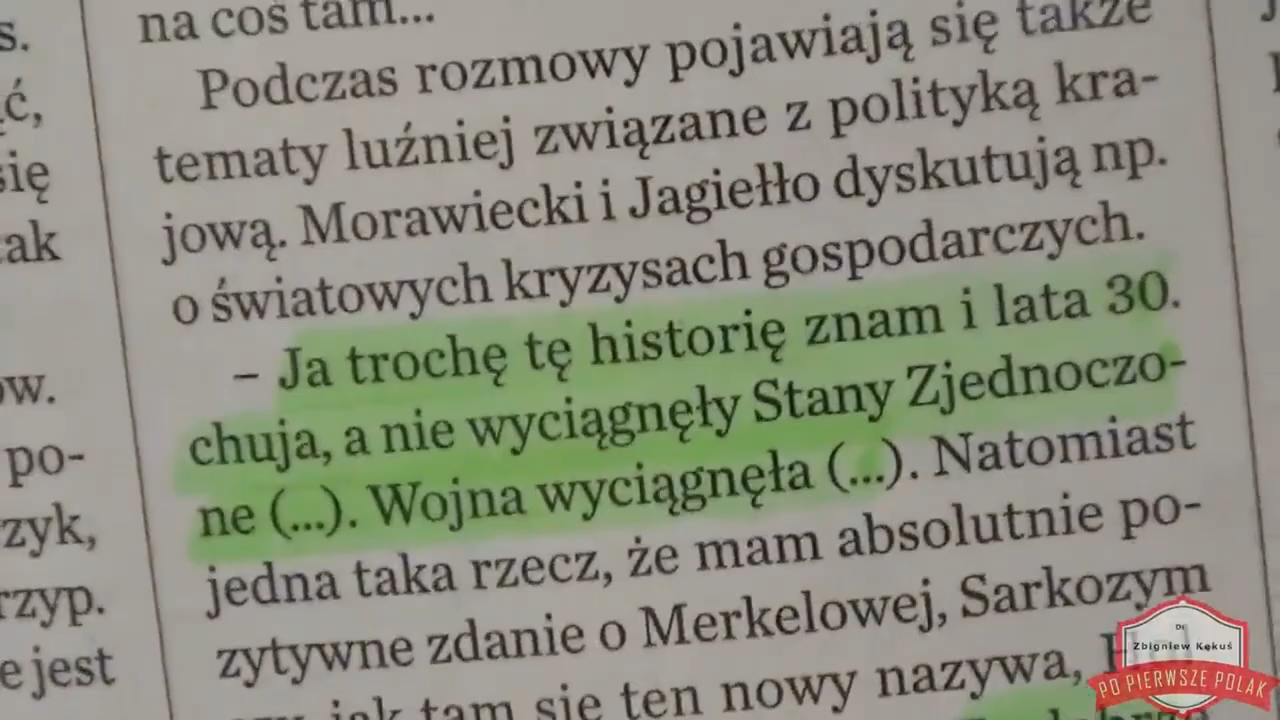 s.
ć,
się
tak
ów.
po-
zyk,
rzyp.
e jest
na coś tam...
Podczas rozmowy pojawiają się także
tematy luźniej związane z polityką kra-
jową. Morawiecki i Jagiełło dyskutują np.
o światowych kryzysach gospodarczych.
– Ja trochę tę historię znam i lata 30.
chuja, a nie wyciągnęły Stany Zjednoczo-
ne (...). Wojna wyciągnęła (...). Natomiast
jedna taka rzecz, że mam absolutnie po-
zytywne zdanie o Merkelowej, Sarkozym
jak tam się ten nowy nazywa,
Dr
Zbigniew Kękuś
PO PIERWSZE POLAK